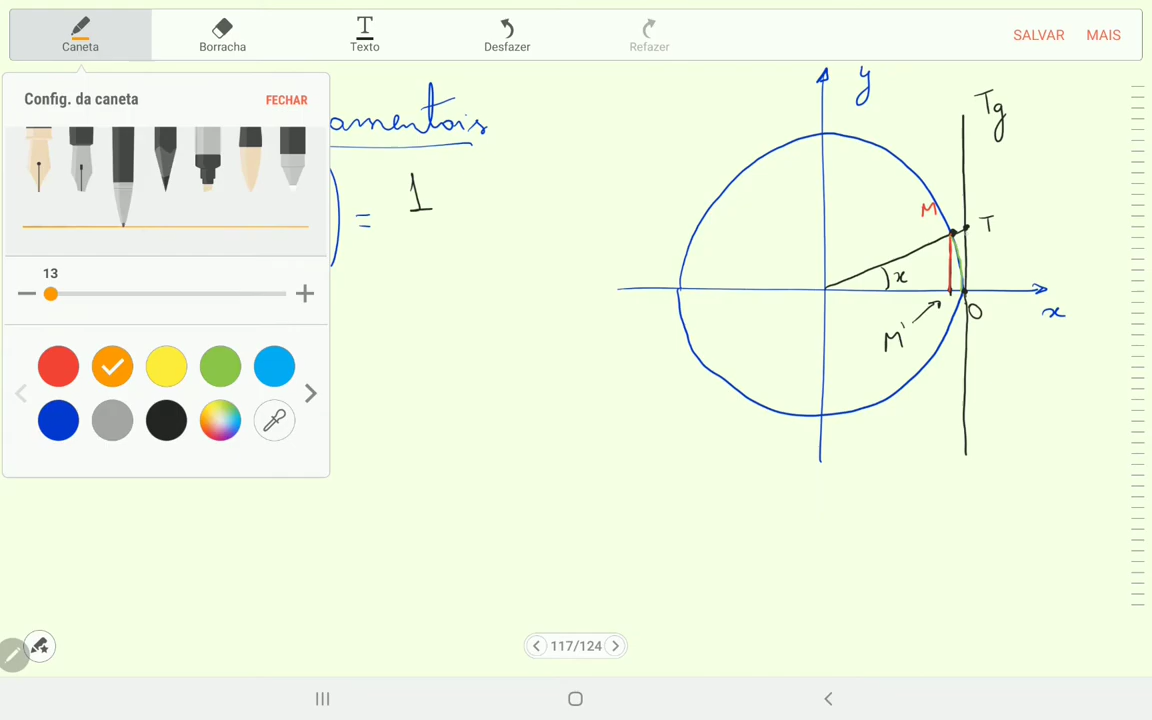 Caneta
Borracha
Texto
Desfazer
Refazer
SALVAR
MAIS
Config. da caneta
FECHAR
13
amentais
= 1
y
Tg
M
T
x
O
x
M'
117/124